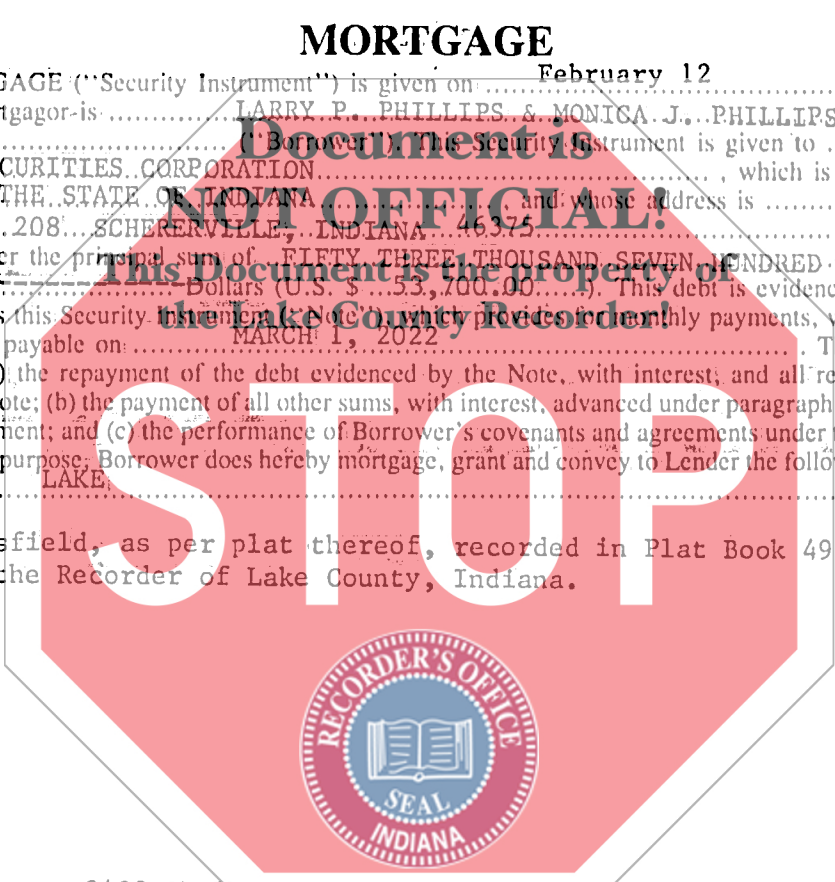 MORTGAGE
GAGE ("Security Instrument") is given on February 12
tgagor is LARRY P. PHILLIPS & MONICA J. PHILLIPS
("Borrower"). This Security Instrument is given to
CURITIES CORPORATION, which is
THE STATE OF INDIANA, and whose address is
208 SCHERERVILLE, INDIANA 46375
er the principal sum of FIFTY THREE THOUSAND SEVEN HUNDRED
Dollars (U.S. $ 53,700.00). This debt is evidenc
s this Security Instrument ("Note"), which provides for monthly payments,
payable on MARCH 1, 2022
) the repayment of the debt evidenced by the Note, with interest, and all re
ote; (b) the payment of all other sums, with interest, advanced under paragraph
ment; and (c) the performance of Borrower's covenants and agreements under
purpose, Borrower does hereby mortgage, grant and convey to Lender the follo
LAKE
sfield, as per plat thereof, recorded in Plat Book 49
the Recorder of Lake County, Indiana.
Document is
NOT OFFICIAL!
This Document is the property of
the Lake County Recorder!
STOP
RECORDER'S OFFICE
SEAL
INDIANA